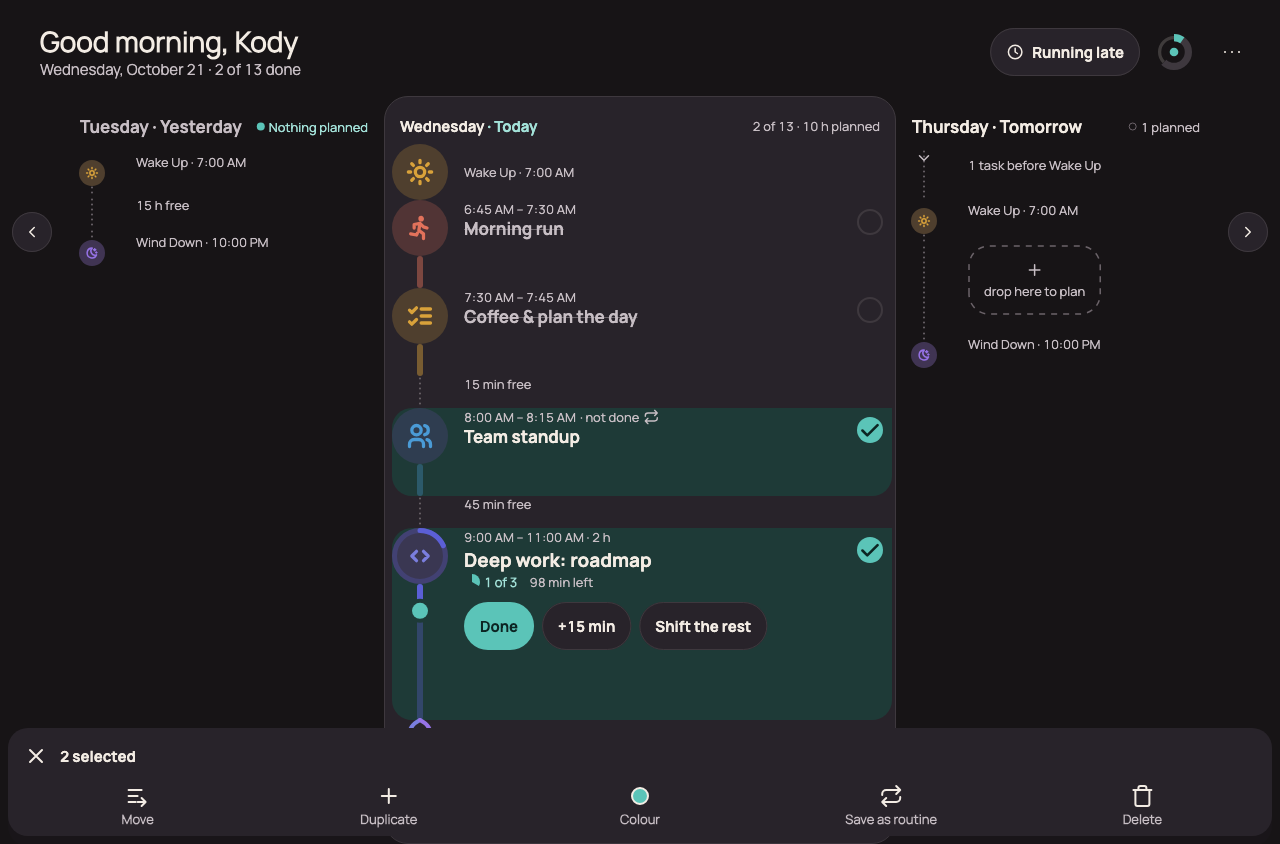 Good morning, Kody
Wednesday, October 21 · 2 of 13 done
Running late
Tuesday · Yesterday
Nothing planned
Wake Up · 7:00 AM
15 h free
Wind Down · 10:00 PM
Wednesday · Today
2 of 13 · 10 h planned
Wake Up · 7:00 AM
6:45 AM – 7:30 AM
Morning run
7:30 AM – 7:45 AM
Coffee & plan the day
15 min free
8:00 AM – 8:15 AM · not done
Team standup
45 min free
9:00 AM – 11:00 AM · 2 h
Deep work: roadmap
1 of 3 98 min left
Done
+15 min
Shift the rest
Thursday · Tomorrow
1 planned
1 task before Wake Up
Wake Up · 7:00 AM
drop here to plan
Wind Down · 10:00 PM
2 selected
Move
Duplicate
Colour
Save as routine
Delete